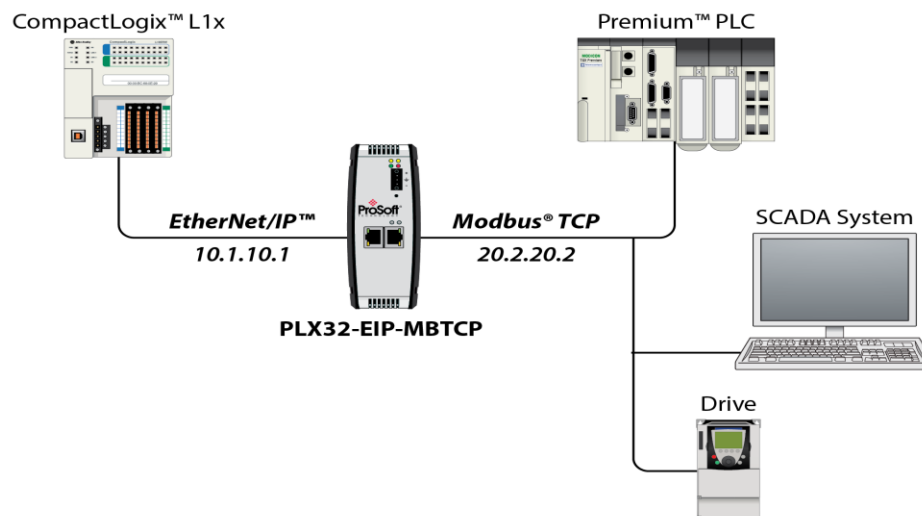 CompactLogix™ L1x
Premium™ PLC
EtherNet/IP™
10.1.10.1
ProSoft
Modbus® TCP
20.2.20.2
PLX32-EIP-MBTCP
SCADA System
Drive